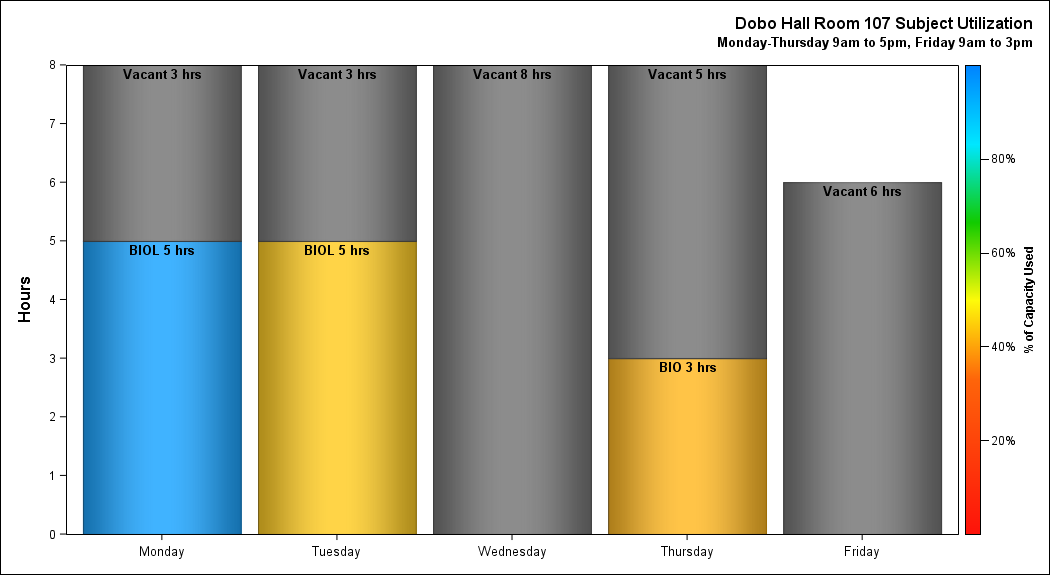 Dobo Hall Room 107 Subject Utilization
Monday-Thursday 9am to 5pm, Friday 9am to 3pm
8
7
6
5
4
3
2
1
0
Hours
Vacant 3 hrs
BIOL 5 hrs
Vacant 3 hrs
BIOL 5 hrs
Vacant 8 hrs
Vacant 5 hrs
BIO 3 hrs
Vacant 6 hrs
Monday
Tuesday
Wednesday
Thursday
Friday
80%
60%
40%
20%
% of Capacity Used